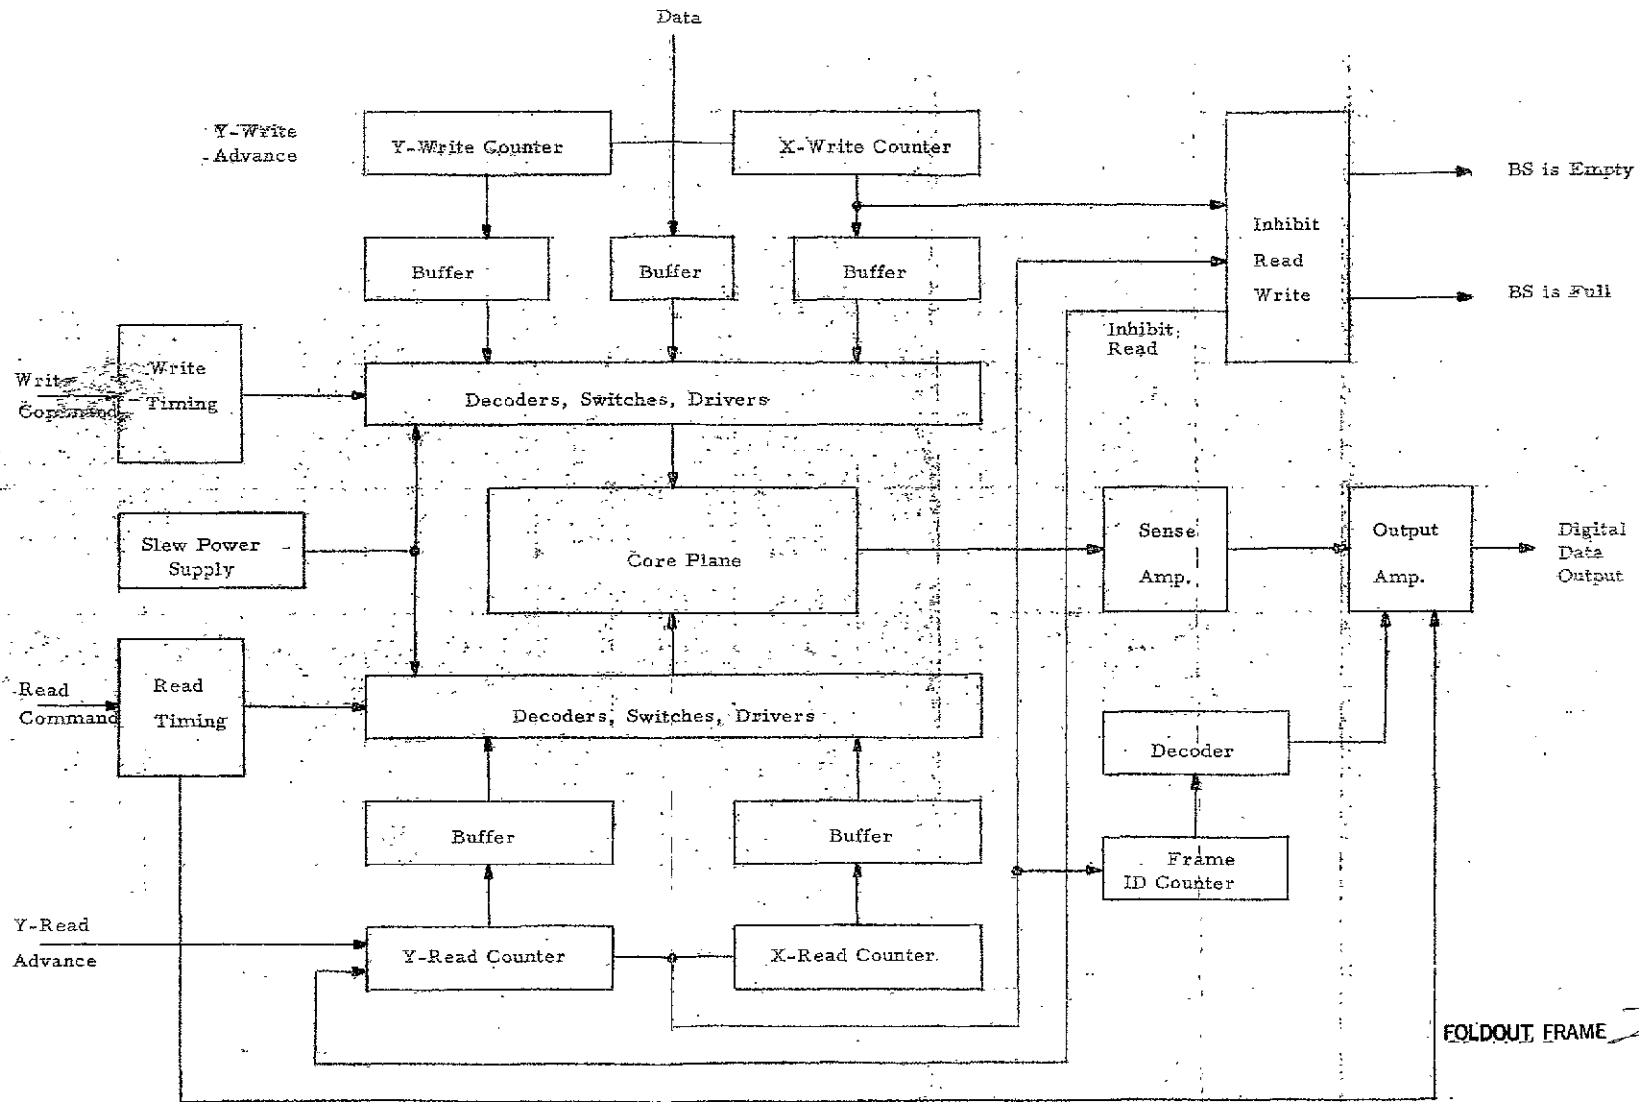 Data
Y-Write
Advance
Y-Write Counter
X-Write Counter
BS is Empty
Inhibit
Read
Write
Buffer
Buffer
Buffer
BS is Full
Inhibit
Read
Write
Command
Write
Timing
Decoders, Switches, Drivers
Slew Power
Supply
Core Plane
Sense
Amp.
Output
Amp.
Digital
Data
Output
Read
Command
Read
Timing
Decoders, Switches, Drivers
Decoder
Buffer
Buffer
Frame
ID Counter
Y-Read
Advance
Y-Read Counter
X-Read Counter
FOLDOUT FRAME